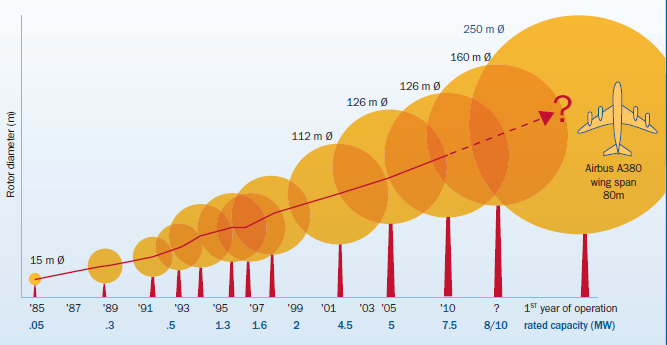 250 m Ø
160 m Ø
126 m Ø
126 m Ø
112 m Ø
15 m Ø
?
Airbus A380
wing span
80m
Rotor diameter (m)
'85 '87 '89 '91 '93 '95 '97 '99 '01 '03 '05 '10 ? 1ST year of operation
.05 .3 .5 1.3 1.6 2 4.5 5 7.5 8/10 rated capacity (MW)